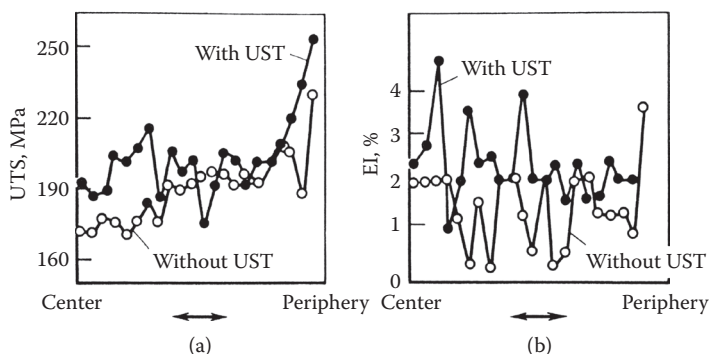 250
With UST
220
UTS, MPa
190
Without UST
160
Center
Periphery
(a)
With UST
4
3
El, %
2
1
Without UST
0
Center
Periphery
(b)